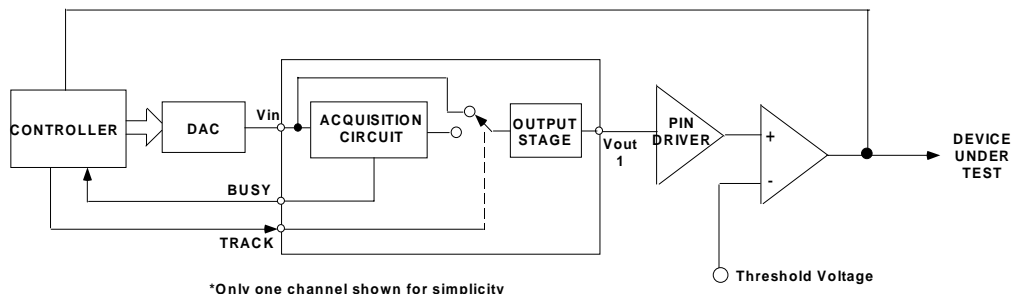 CONTROLLER
DAC
Vin
ACQUISITION
CIRCUIT
OUTPUT
STAGE
Vout
1
PIN
DRIVER
+
-
DEVICE
UNDER
TEST
BUSY
TRACK
Threshold Voltage
*Only one channel shown for simplicity